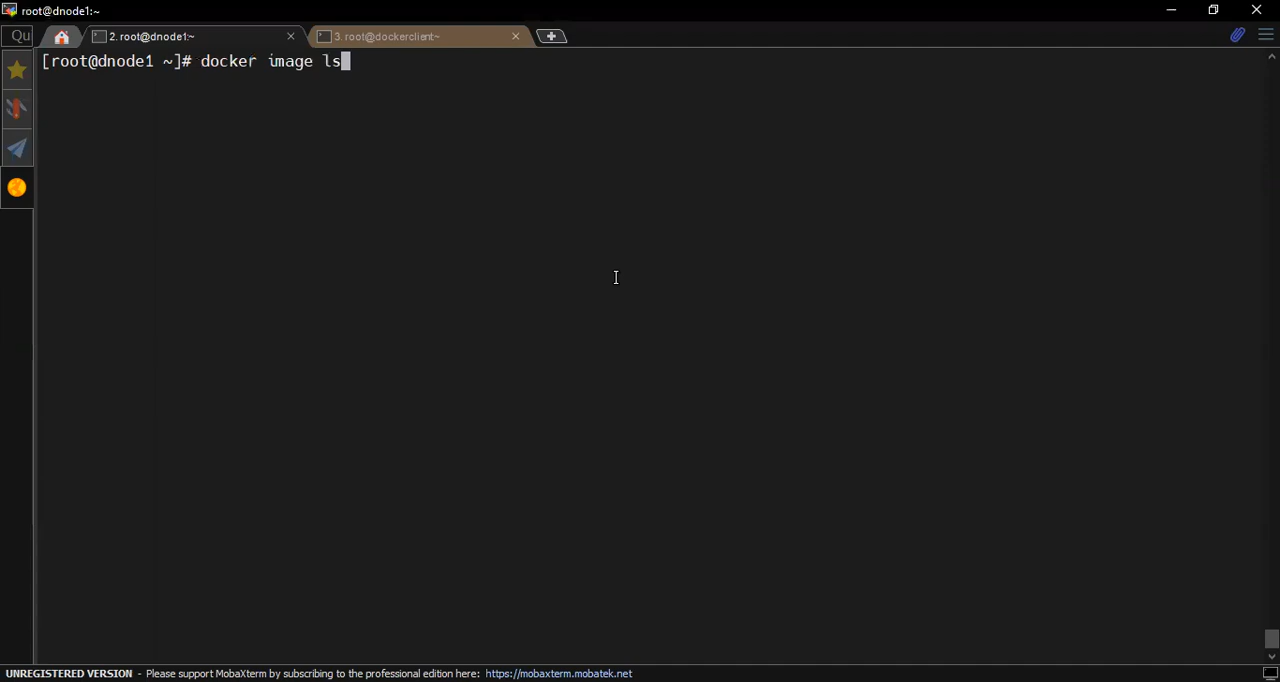 root@dnode1:~
Qu
2. root@dnode1:~
3. root@dockerclient~
[root@dnode1 ~]# docker image ls
UNREGISTERED VERSION - Please support MobaXterm by subscribing to the professional edition here: https://mobaxterm.mobatek.net